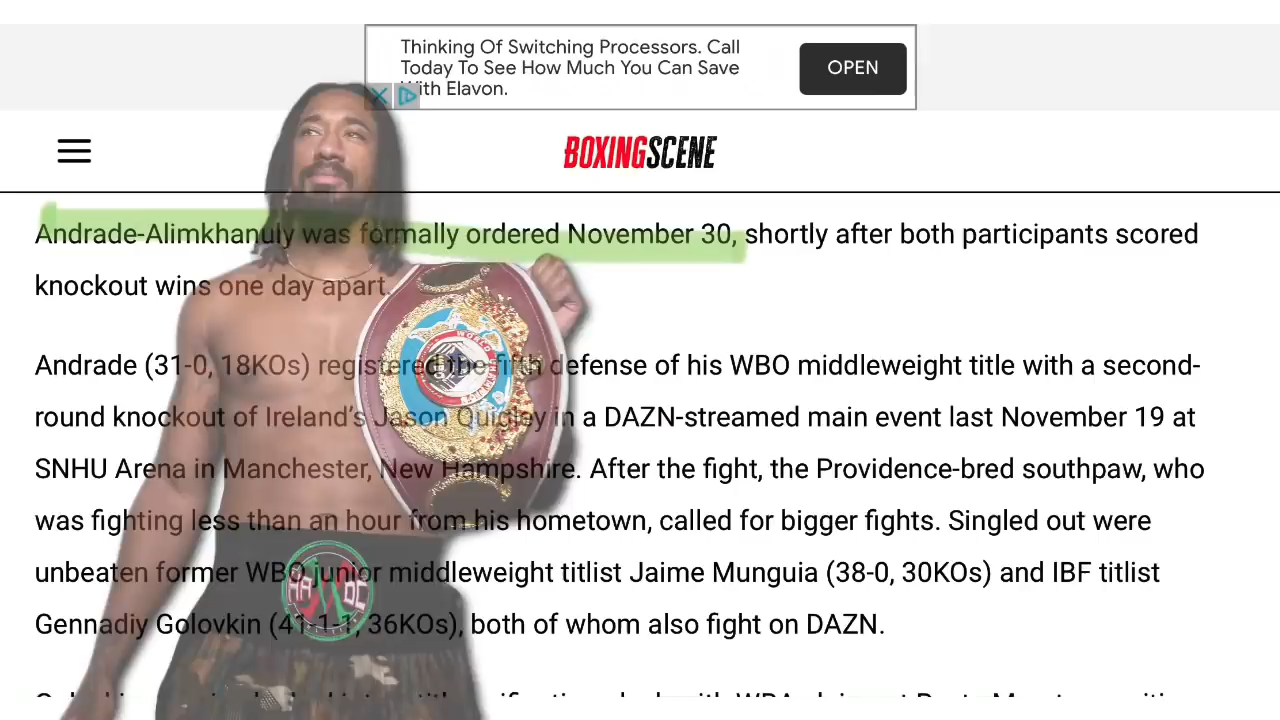 Thinking Of Switching Processors. Call
Today To See How Much You Can Save
With Elavon.
OPEN
BOXINGSCENE
Andrade-Alimkhanuly was formally ordered November 30, shortly after both participants scored
knockout wins one day apart.
Andrade (31-0, 18KOs) registered the fifth defense of his WBO middleweight title with a second-
round knockout of Ireland’s Jason Quigley in a DAZN-streamed main event last November 19 at
SNHU Arena in Manchester, New Hampshire. After the fight, the Providence-bred southpaw, who
was fighting less than an hour from his hometown, called for bigger fights. Singled out were
unbeaten former WBO junior middleweight titlist Jaime Munguia (38-0, 30KOs) and IBF titlist
Gennadiy Golovkin (41-1-1, 36KOs), both of whom also fight on DAZN.
WORLD